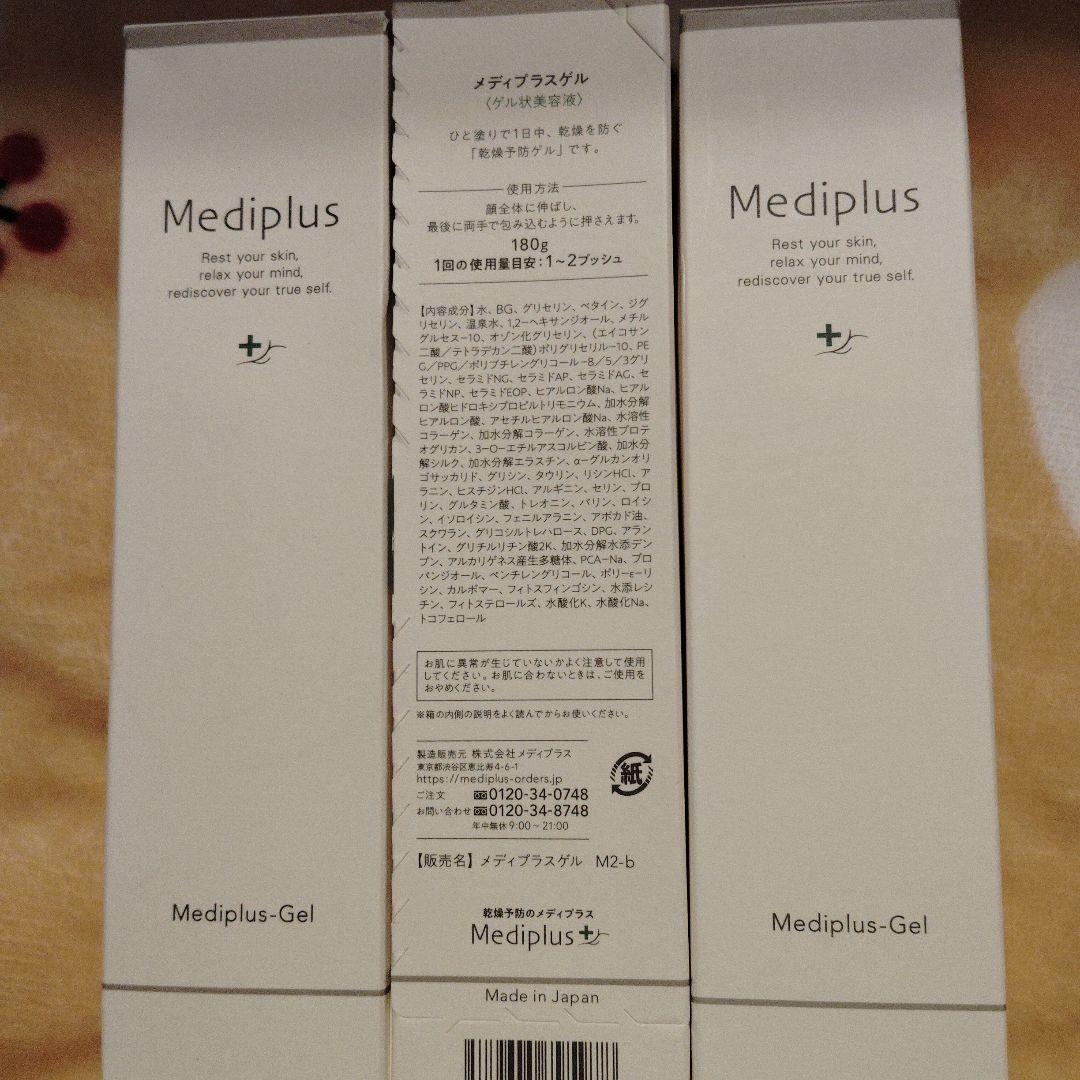 Mediplus
Rest your skin,
relax your mind,
rediscover your true self.
Mediplus-Gel
メディプラスゲル
〈ゲル状美容液〉
ひと塗りで1日中、乾燥を防ぐ
「乾燥予防ゲル」です。
使用方法
顔全体に伸ばし、
最後に両手で包み込むように押さえます。
180g
1回の使用量目安：1〜2プッシュ
【内容成分】水、BG、グリセリン、ベタイン、ジグ
リセリン、温泉水、1,2−ヘキサンジオール、メチル
グルセス−10、オゾン化グリセリン、（エイコサン
二酸／テトラデカン二酸）ポリグリセリル−10、PE
G／PPG／ポリブチレングリコール−8／5／3グリ
セリン、セラミドNG、セラミドAP、セラミドAG、セ
ラミドNP、セラミドEOP、ヒアルロン酸Na、ヒアル
ロン酸ヒドロキシプロピルトリモニウム、加水分解
ヒアルロン酸、アセチルヒアルロン酸Na、水溶性
コラーゲン、加水分解コラーゲン、水溶性プロテ
オグリカン、3−O−エチルアスコルビン酸、加水分
解シルク、加水分解エラスチン、α−グルカンオリ
ゴサッカリド、グリシン、タウリン、リシンHCl、ア
ラニン、ヒスチジンHCl、アルギニン、セリン、プロ
リン、グルタミン酸、トレオニン、バリン、ロイシ
ン、イソロイシン、フェニルアラニン、アボカド油、
スクワラン、グリコシルトレハロース、DPG、アラン
トイン、グリチルリチン酸2K、加水分解水添デン
プン、アルカリゲネス産生多糖体、PCA−Na、プロ
パンジオール、ペンチレングリコール、ポリ−ε−リ
シン、カルボマー、フィトスフィンゴシン、水添レシ
チン、フィトステロールズ、水酸化K、水酸化Na、
トコフェロール
お肌に異常が生じていないかよく注意して使用
してください。お肌に合わないときは、ご使用を
おやめください。
※箱の内側の説明をよく読んでからお使いください。
製造販売元 株式会社メディプラス
東京都渋谷区恵比寿4-6-1
https://mediplus-orders.jp
ご注文 0120-34-0748
お問い合わせ 0120-34-8748
年中無休 9:00〜21:00
紙
【販売名】メディプラスゲル M2-b
乾燥予防のメディプラス
Mediplus
Made in Japan
Mediplus
Rest your skin,
relax your mind,
rediscover your true self.
Mediplus-Gel